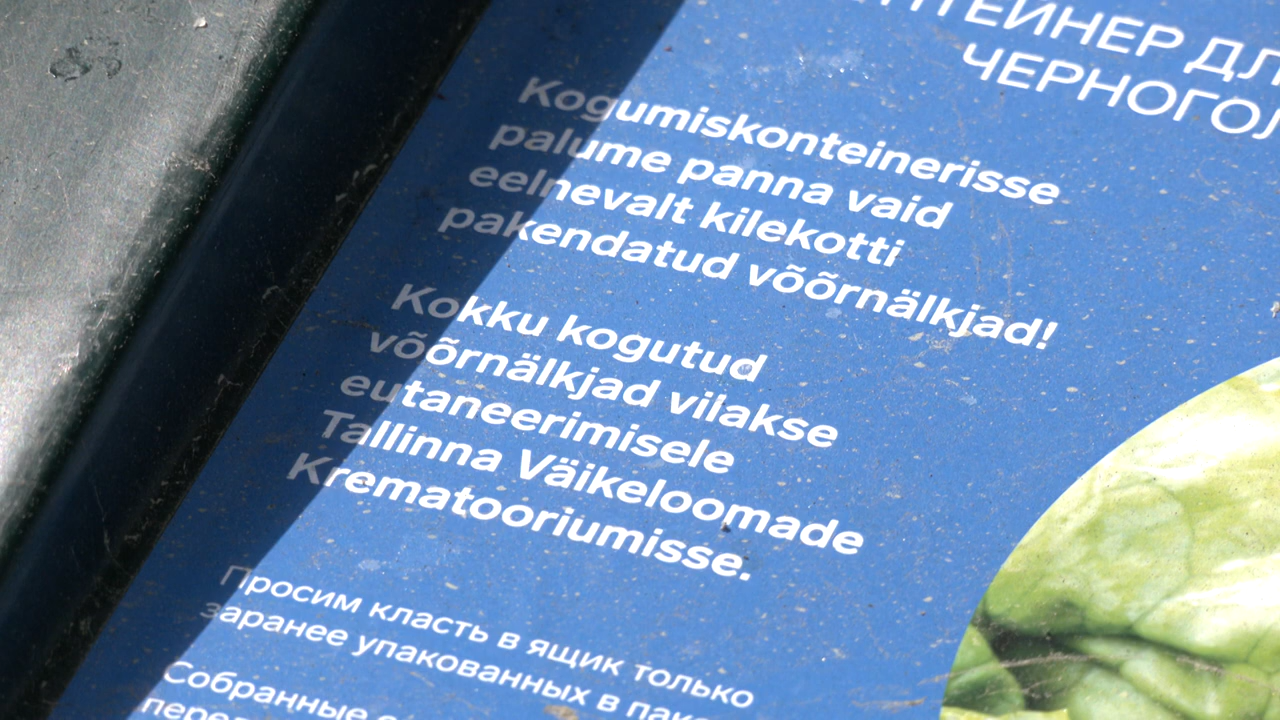 ЧЕРНОГОЛ
Kogumiskonteinerisse
palume panna vaid
eelnevalt kilekotti
pakendatud võõrnälkjad!
Kokku kogutud
võõrnälkjad viiakse
eutaneerimisele
Tallinna Väikeloomade
Krematooriumisse.
Просим класть в ящик только
заранее упакованных в
Собранные